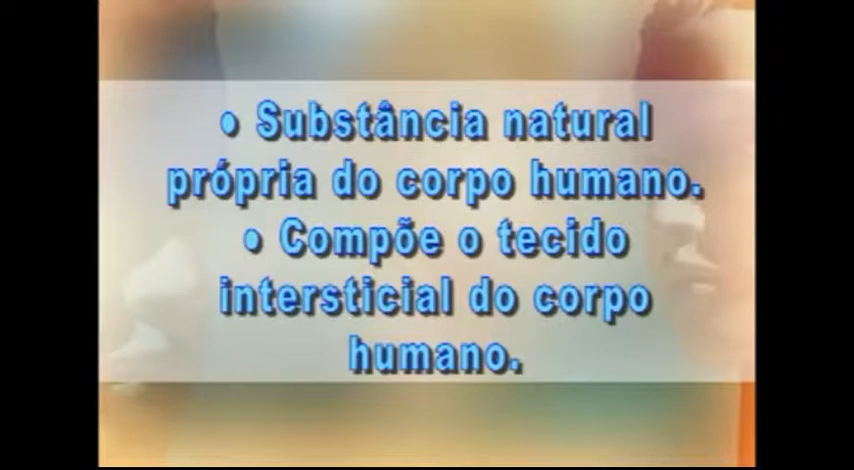 • Substância natural
própria do corpo humano.
• Compõe o tecido
intersticial do corpo
humano.